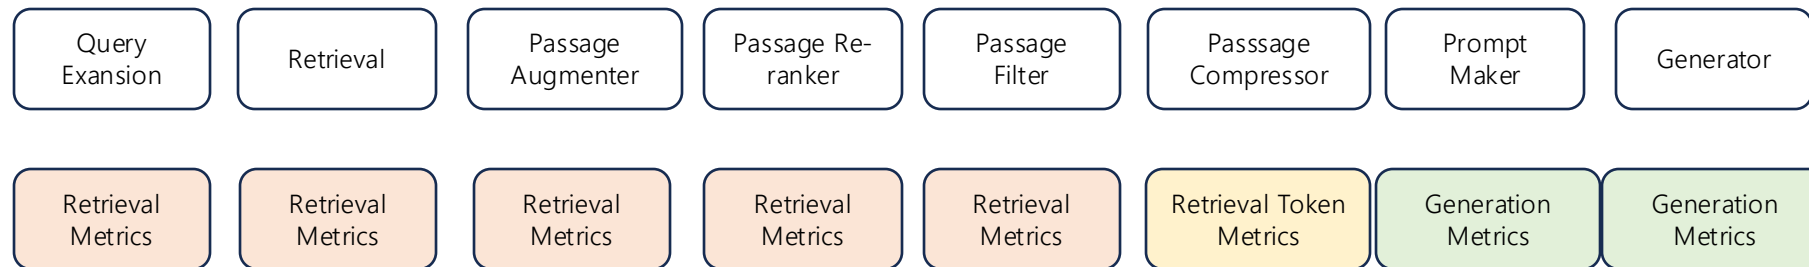 Query
Exansion
Retrieval
Passage
Augmenter
Passage Re-
ranker
Passage
Filter
Passsage
Compressor
Prompt
Maker
Generator
Retrieval
Metrics
Retrieval
Metrics
Retrieval
Metrics
Retrieval
Metrics
Retrieval
Metrics
Retrieval Token
Metrics
Generation
Metrics
Generation
Metrics